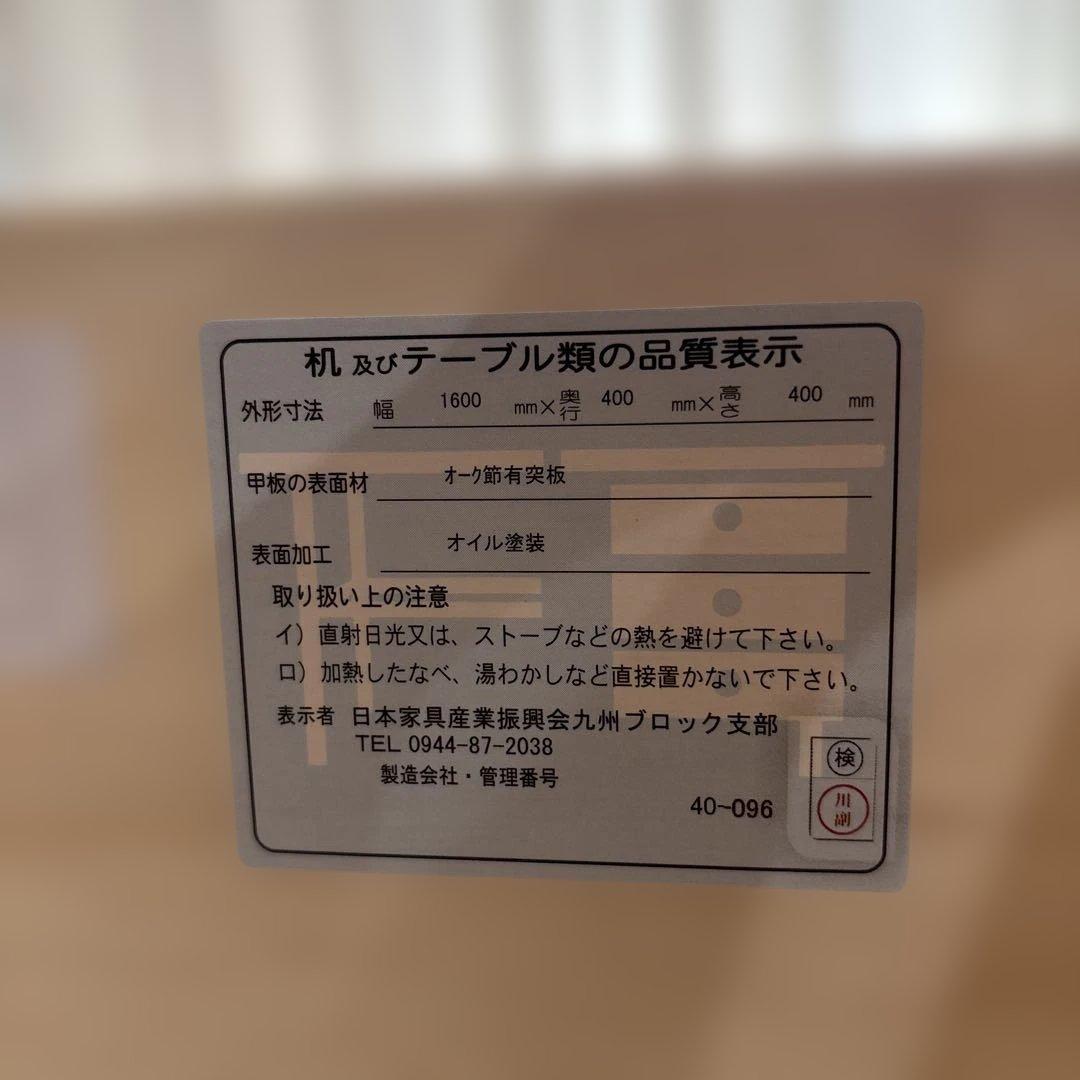 机及びテーブル類の品質表示
外形寸法 幅 1600 mm×奥行 400 mm×高さ 400 mm
甲板の表面材 オーク節有突板
表面加工 オイル塗装
取り扱い上の注意
イ）直射日光又は、ストーブなどの熱を避けて下さい。
ロ）加熱したなべ、湯わかしなど直接置かないで下さい。
表示者 日本家具産業振興会九州ブロック支部
TEL 0944-87-2038
製造会社・管理番号
40-096
検
川副